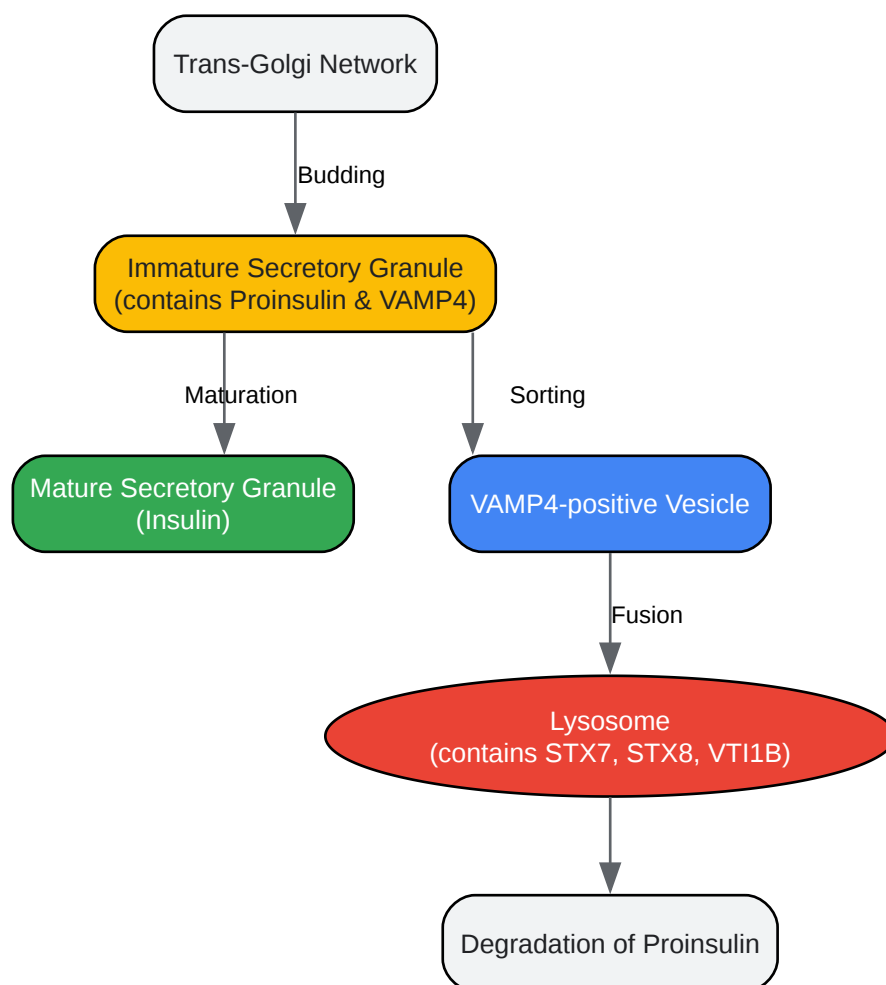 Trans-Golgi Network
Budding
Immature Secretory Granule
(contains Proinsulin & VAMP4)
Maturation
Sorting
Mature Secretory Granule
(Insulin)
VAMP4-positive Vesicle
Fusion
Lysosome
(contains STX7, STX8, VTI1B)
Degradation of Proinsulin